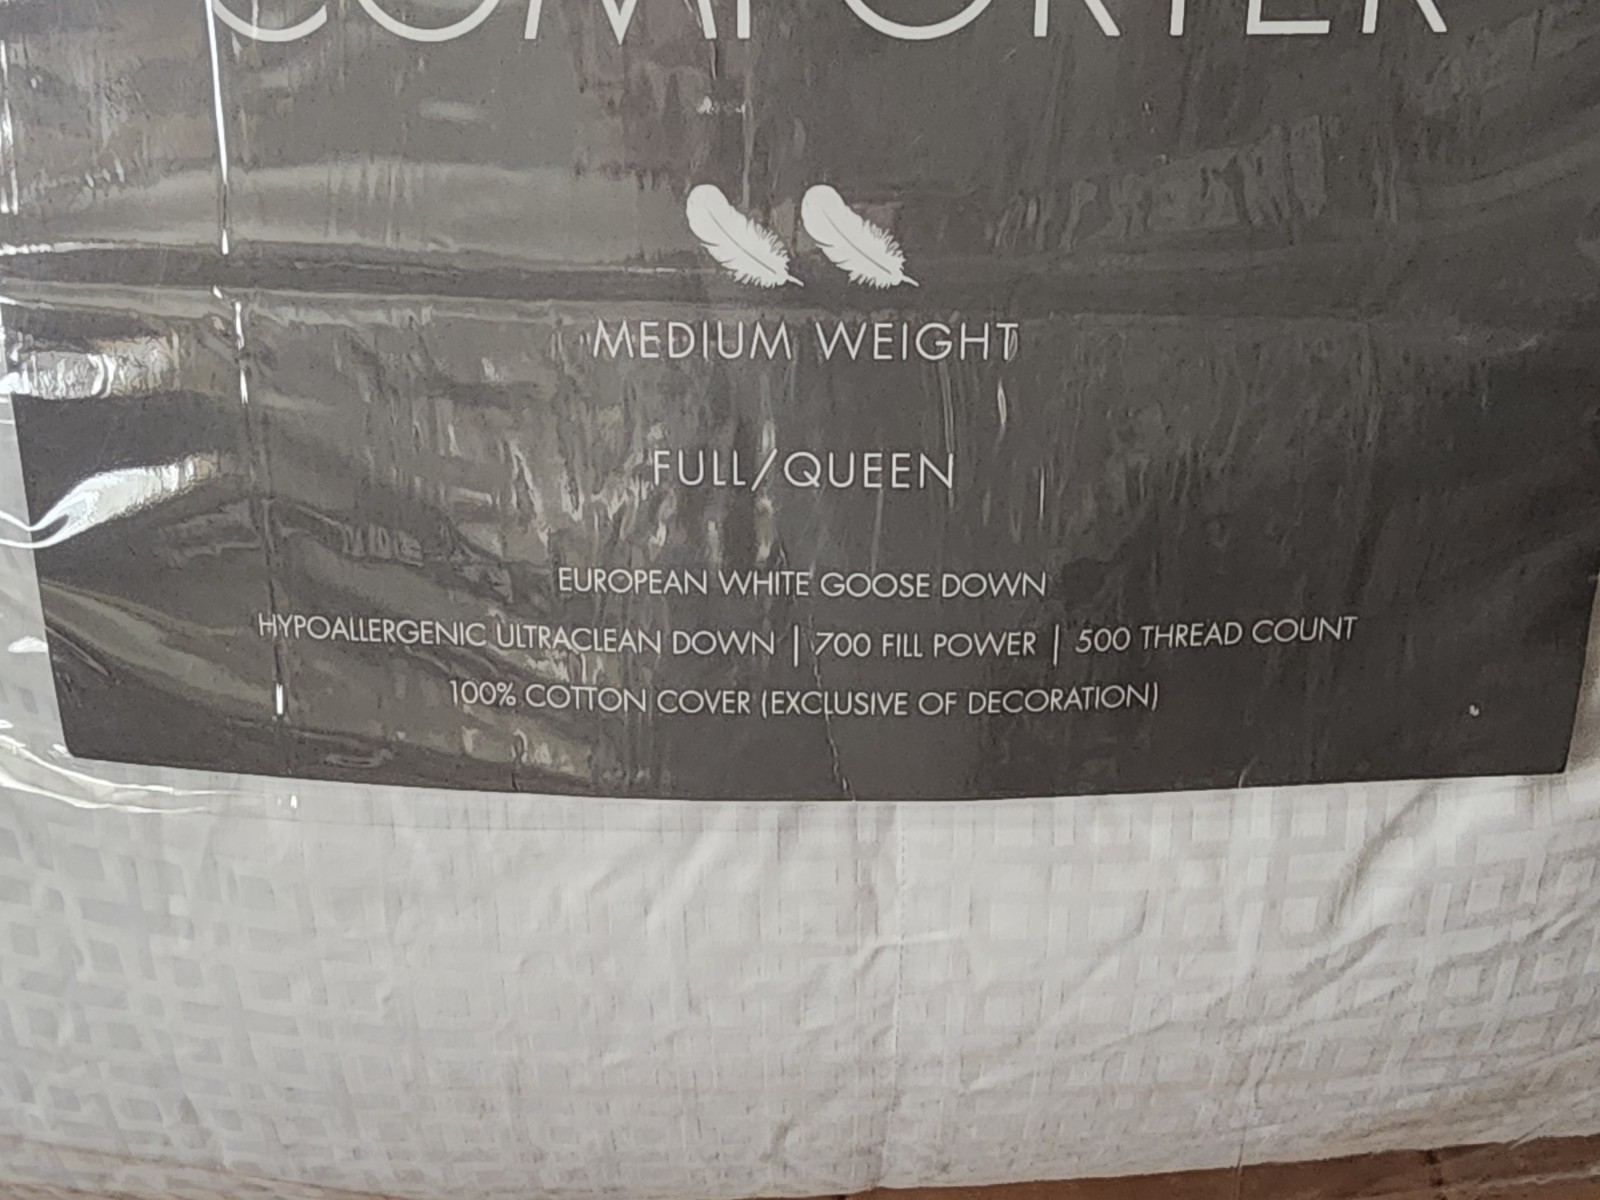 COMFORTER
MEDIUM WEIGHT
FULL/QUEEN
EUROPEAN WHITE GOOSE DOWN
HYPOALLERGENIC ULTRACLEAN DOWN | 700 FILL POWER | 500 THREAD COUNT
100% COTTON COVER (EXCLUSIVE OF DECORATION)